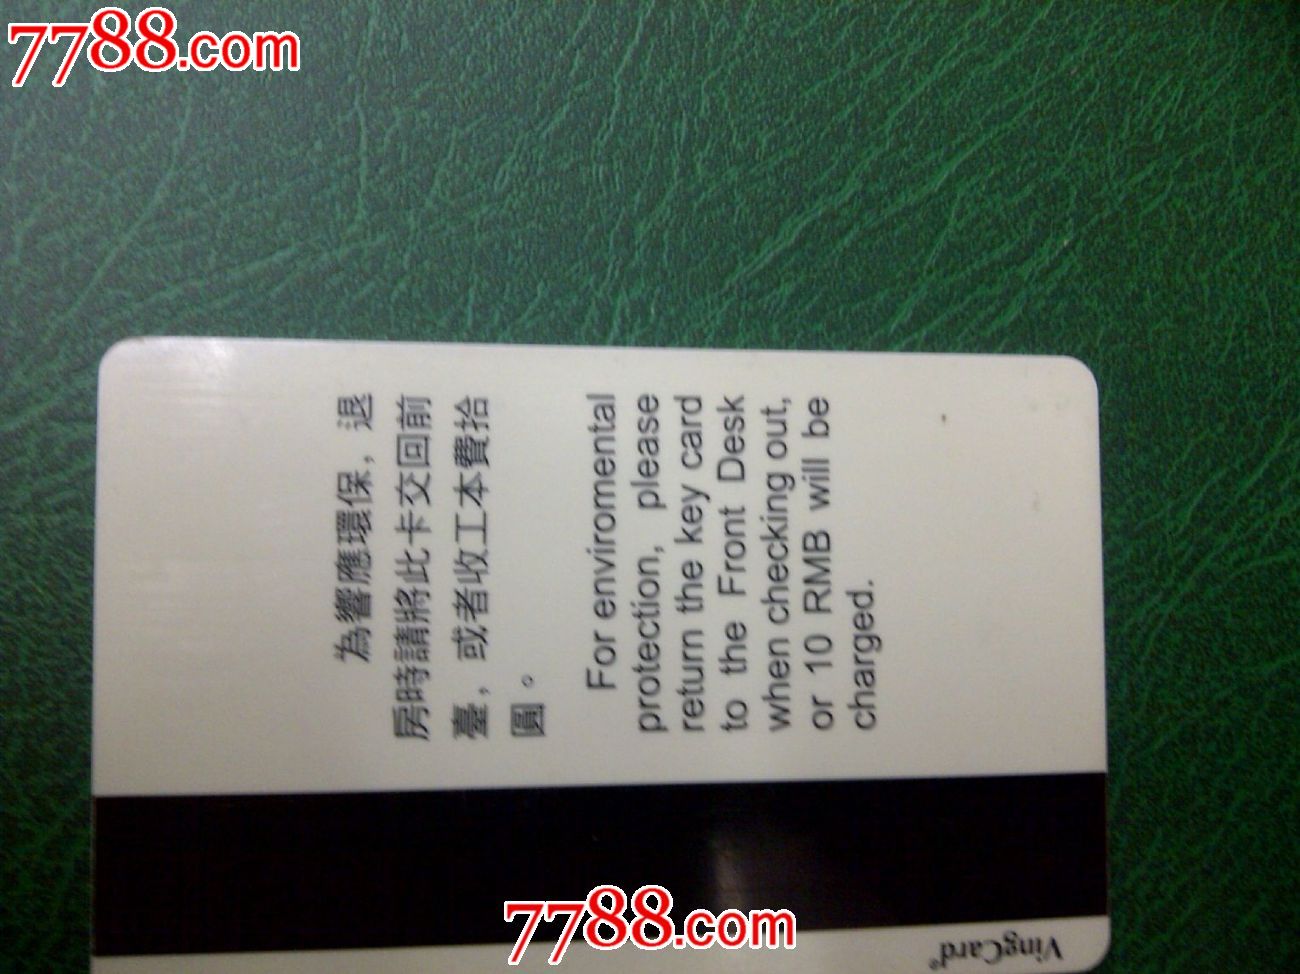 7788.com
為響應環保，退
房時請將此卡交回前
臺，或者收工本費拾
圓。
For enviromental
protection, please
return the key card
to the Front Desk
when checking out,
or 10 RMB will be
charged.
VingCard®
7788.com